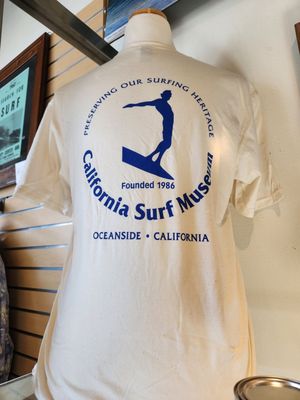 PRESERVING OUR SURFING HERITAGE
Founded 1986
California Surf Museum
OCEANSIDE • CALIFORNIA
SURF